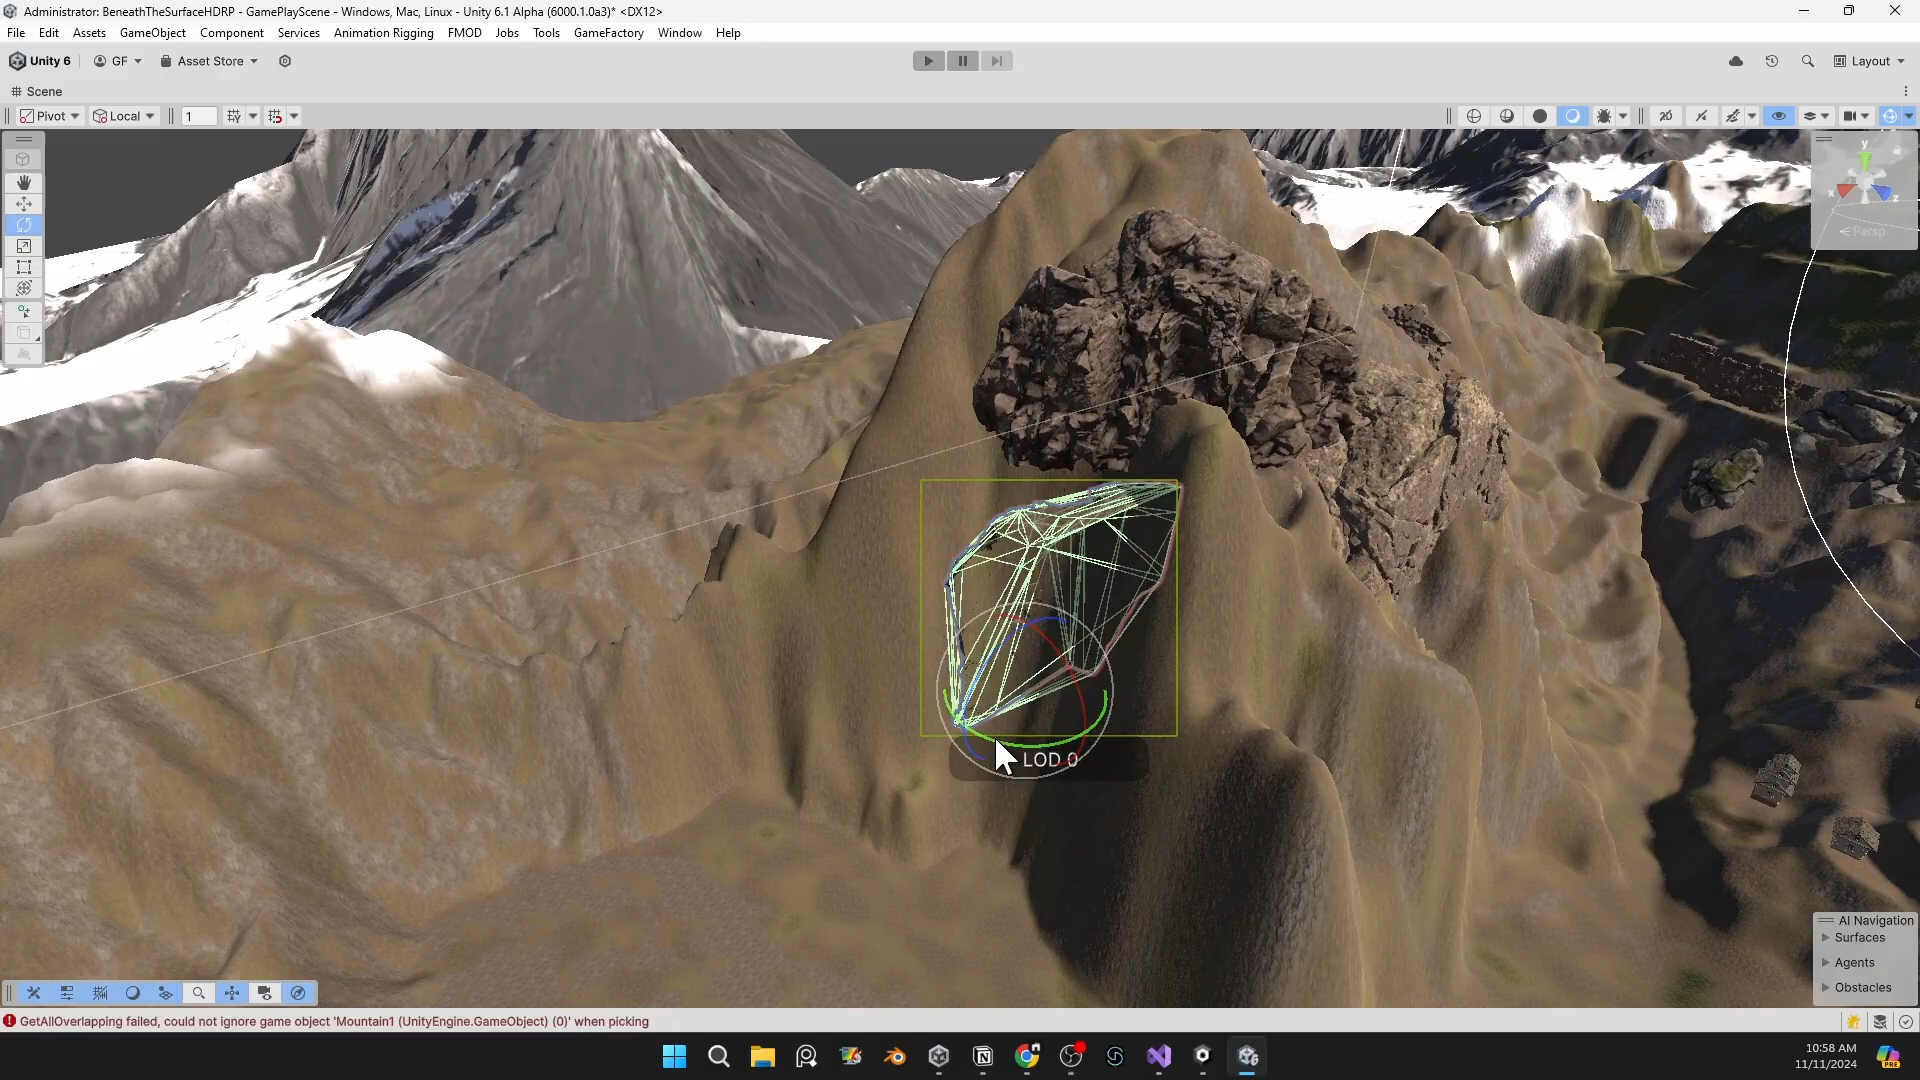 Administrator: BeneathTheSurfaceHDRP - GamePlayScene - Windows, Mac, Linux - Unity 6.1 Alpha (6000.1.0a3)* <DX12>
File Edit Assets GameObject Component Services Animation Rigging FMOD Jobs Tools GameFactory Window Help
Unity 6 GF Asset Store Layout
Scene
Pivot Local 1 2D
y
x z
Persp
LOD 0
AI Navigation
Surfaces
Agents
Obstacles
GetAllOverlapping failed, could not ignore game object 'Mountain1 (UnityEngine.GameObject) (0)' when picking
10:58 AM
11/11/2024
PRE